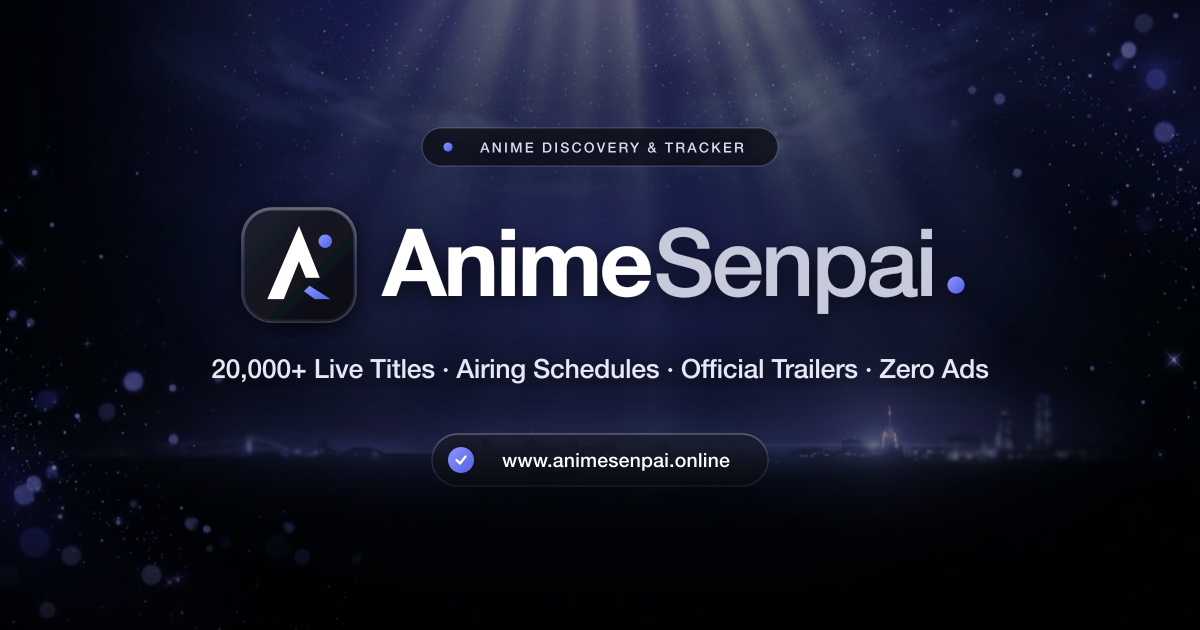 ANIME DISCOVERY & TRACKER
AnimeSenpai.
20,000+ Live Titles · Airing Schedules · Official Trailers · Zero Ads
www.animesenpai.online